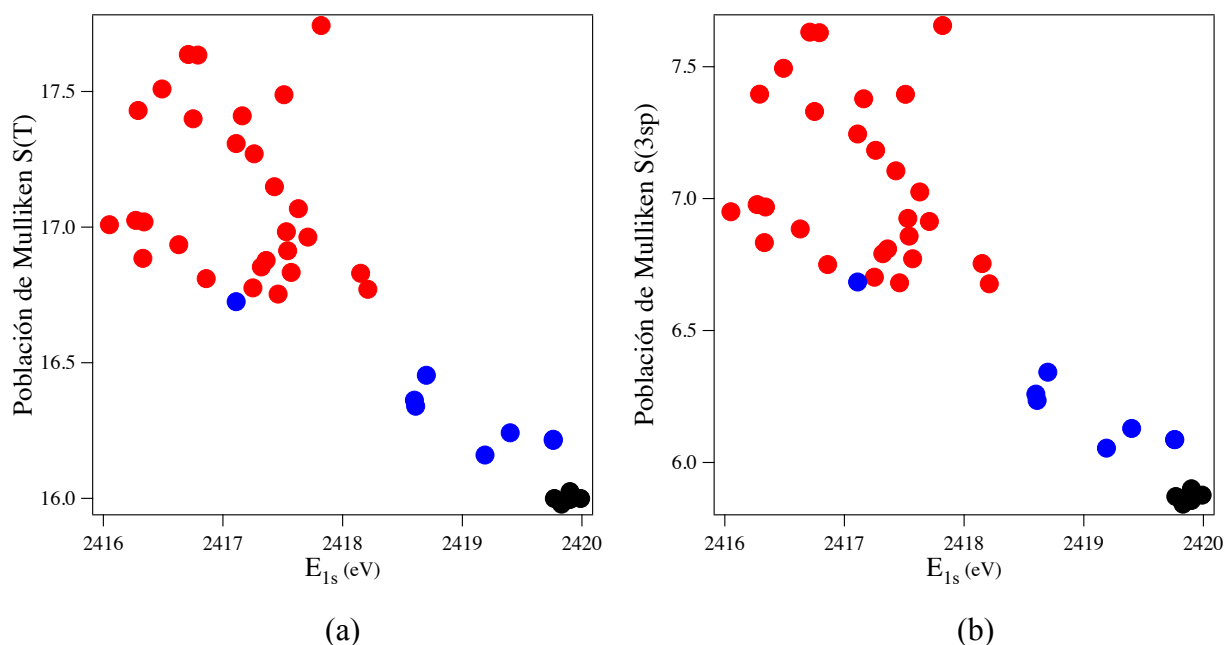 Población de Mulliken S(T)
17.5
17.0
16.5
16.0
2416 2417 2418 2419 2420
E1s (eV)
(a)
Población de Mulliken S(3sp)
7.5
7.0
6.5
6.0
2416 2417 2418 2419 2420
E1s (eV)
(b)